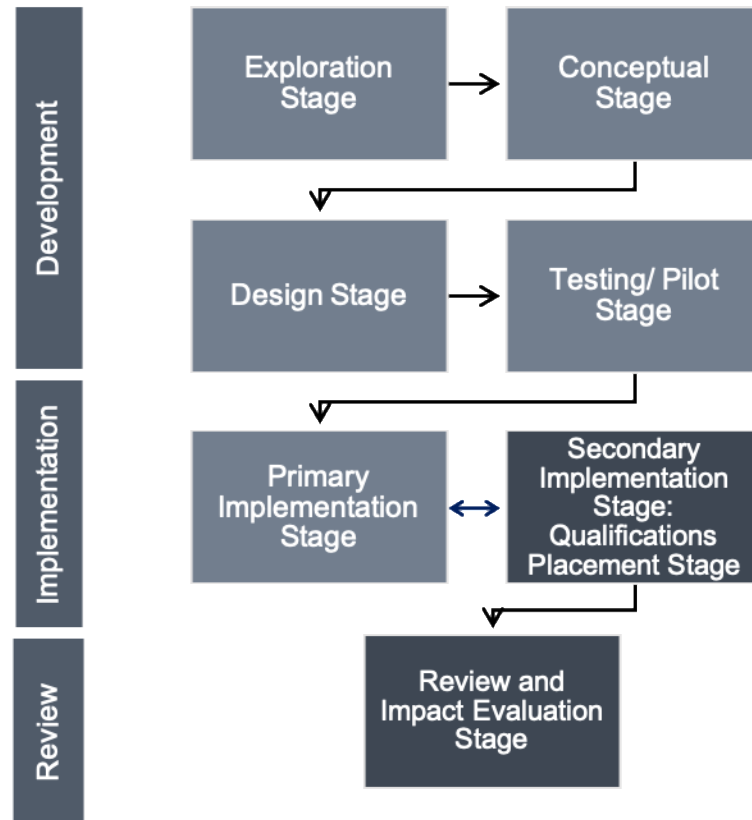 Development
Exploration
Stage
Conceptual
Stage
Design Stage
Testing/ Pilot
Stage
Implementation
Primary
Implementation
Stage
Secondary
Implementation
Stage:
Qualifications
Placement Stage
Review
Review and
Impact Evaluation
Stage